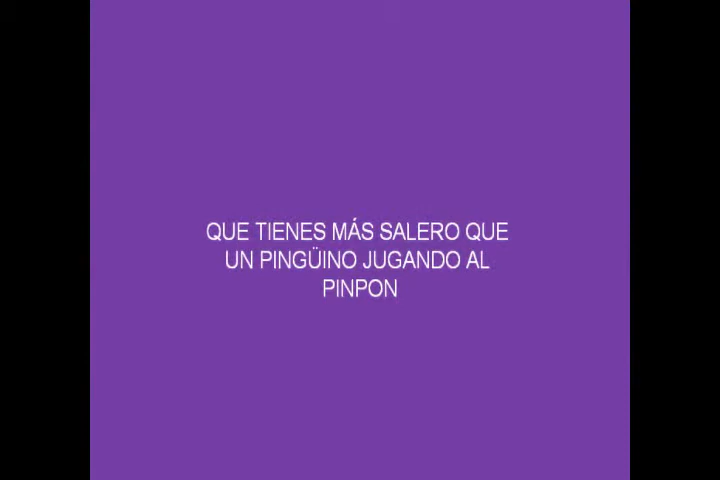 QUE TIENES MÁS SALERO QUE
UN PINGÜINO JUGANDO AL
PINPON